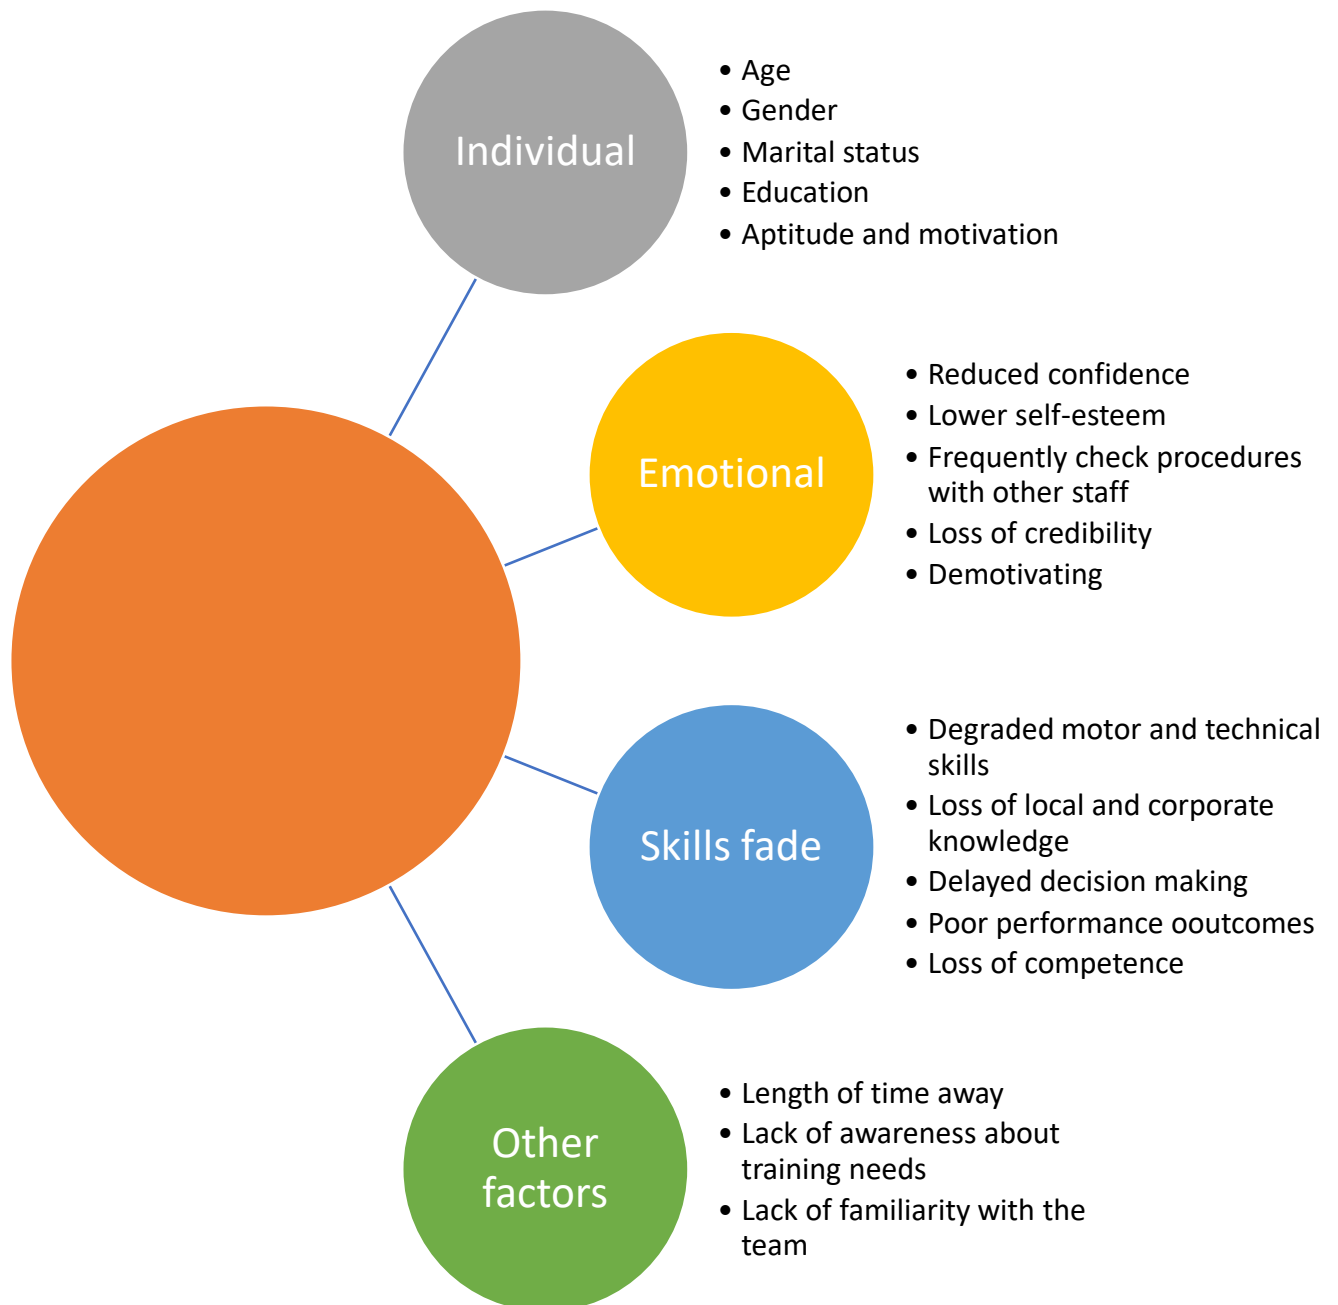 Individual
• Age
• Gender
• Marital status
• Education
• Aptitude and motivation
Emotional
• Reduced confidence
• Lower self-esteem
• Frequently check procedures
with other staff
• Loss of credibility
• Demotivating
Skills fade
• Degraded motor and technical
skills
• Loss of local and corporate
knowledge
• Delayed decision making
• Poor performance ooutcomes
• Loss of competence
Other
factors
• Length of time away
• Lack of awareness about
training needs
• Lack of familiarity with the
team